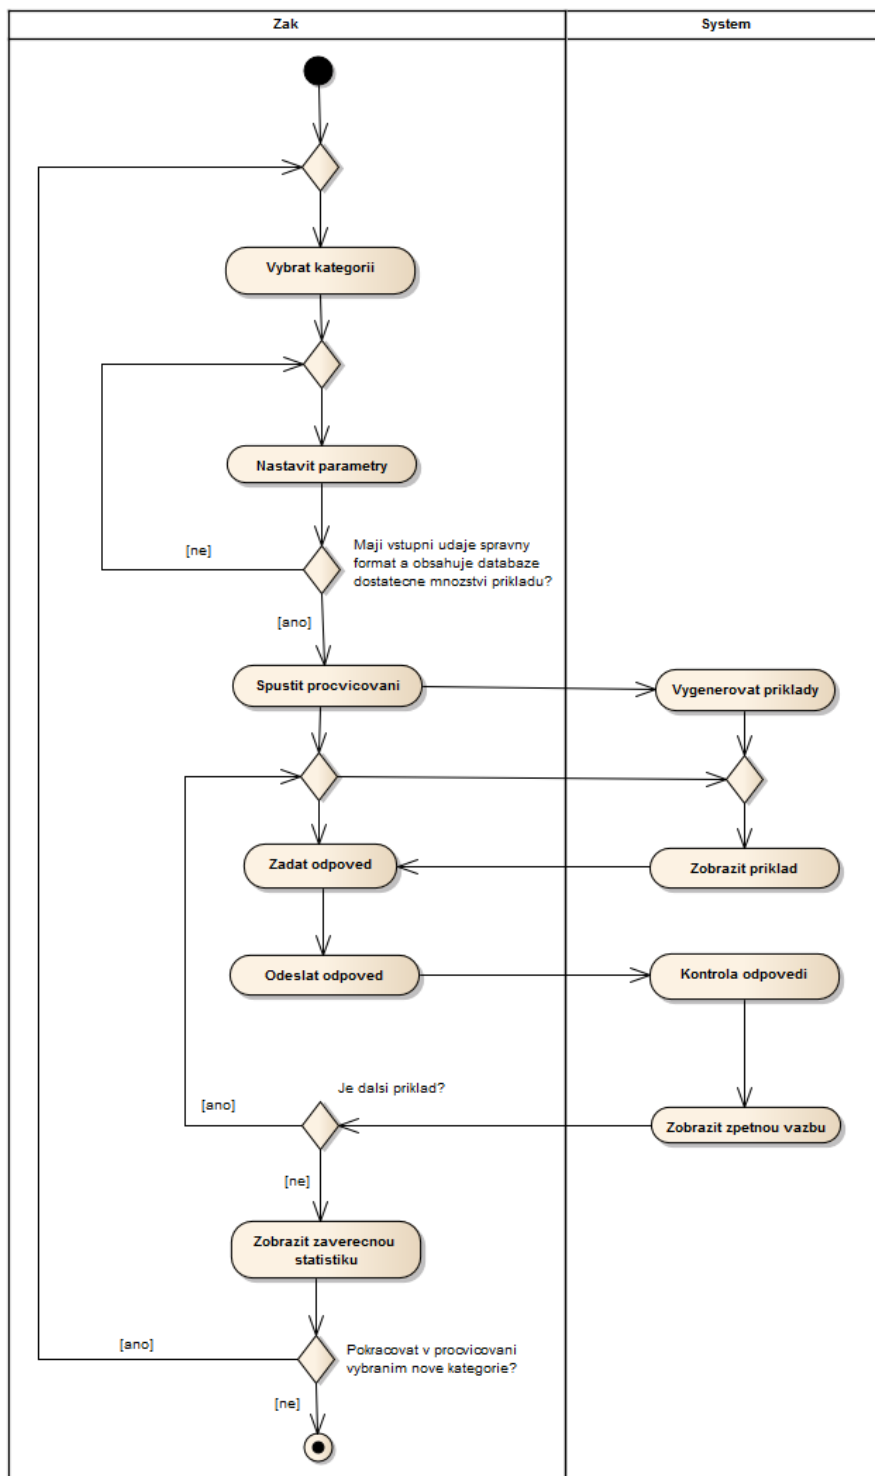 Zak
System
Vybrat kategorii
Nastavit parametry
[ne]
Maji vstupni udaje spravny
format a obsahuje databaze
dostatecne mnozstvi prikladu?
[ano]
Spustit procvicovani
Vygenerovat priklady
Zadat odpoved
Zobrazit priklad
Odeslat odpoved
Kontrola odpovedi
Je dalsi priklad?
[ano]
Zobrazit zpetnou vazbu
[ne]
Zobrazit zaverecnou
statistiku
[ano]
Pokracovat v procvicovani
vybranim nove kategorie?
[ne]